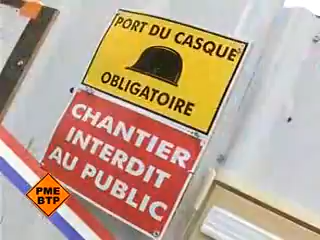 PORT DU CASQUE
OBLIGATOIRE
CHANTIER
INTERDIT
AU PUBLIC
PME
BTP